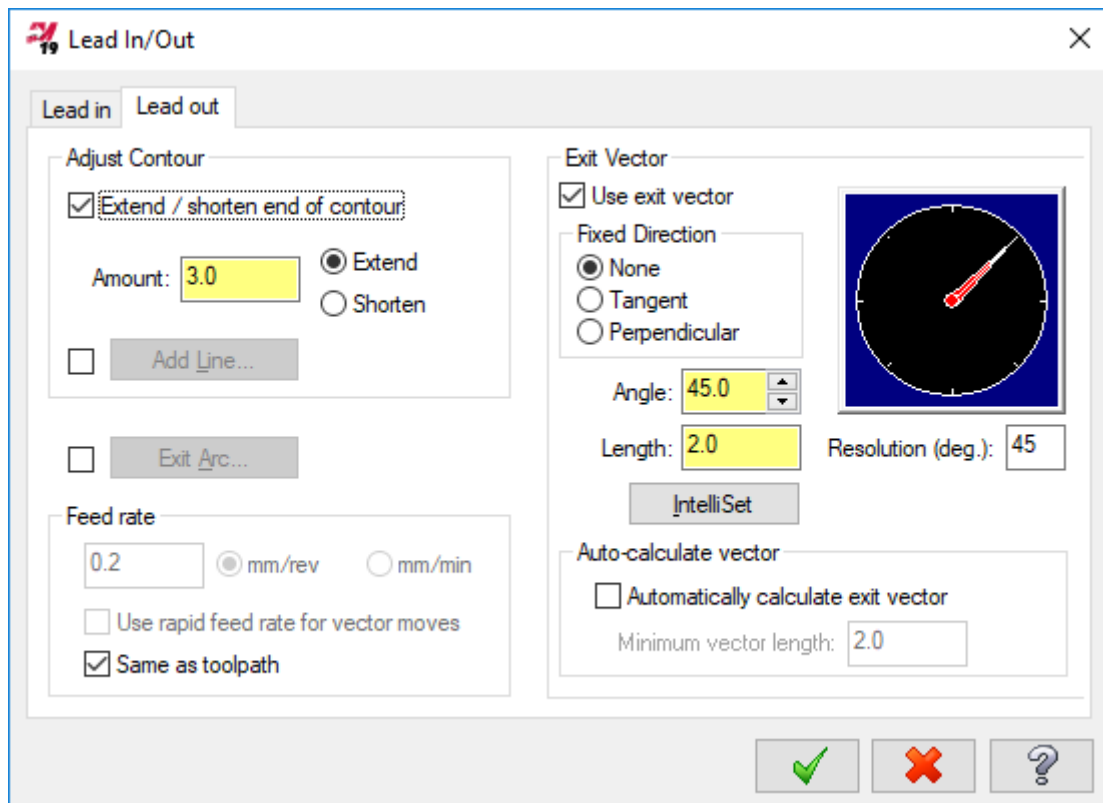 19 Lead In/Out
Lead in Lead out
Adjust Contour
Extend / shorten end of contour
Amount: 3.0
Extend
Shorten
Add Line...
Exit Arc...
Feed rate
0.2 mm/rev mm/min
Use rapid feed rate for vector moves
Same as toolpath
Exit Vector
Use exit vector
Fixed Direction
None
Tangent
Perpendicular
Angle: 45.0
Length: 2.0 Resolution (deg.): 45
IntelliSet
Auto-calculate vector
Automatically calculate exit vector
Minimum vector length: 2.0